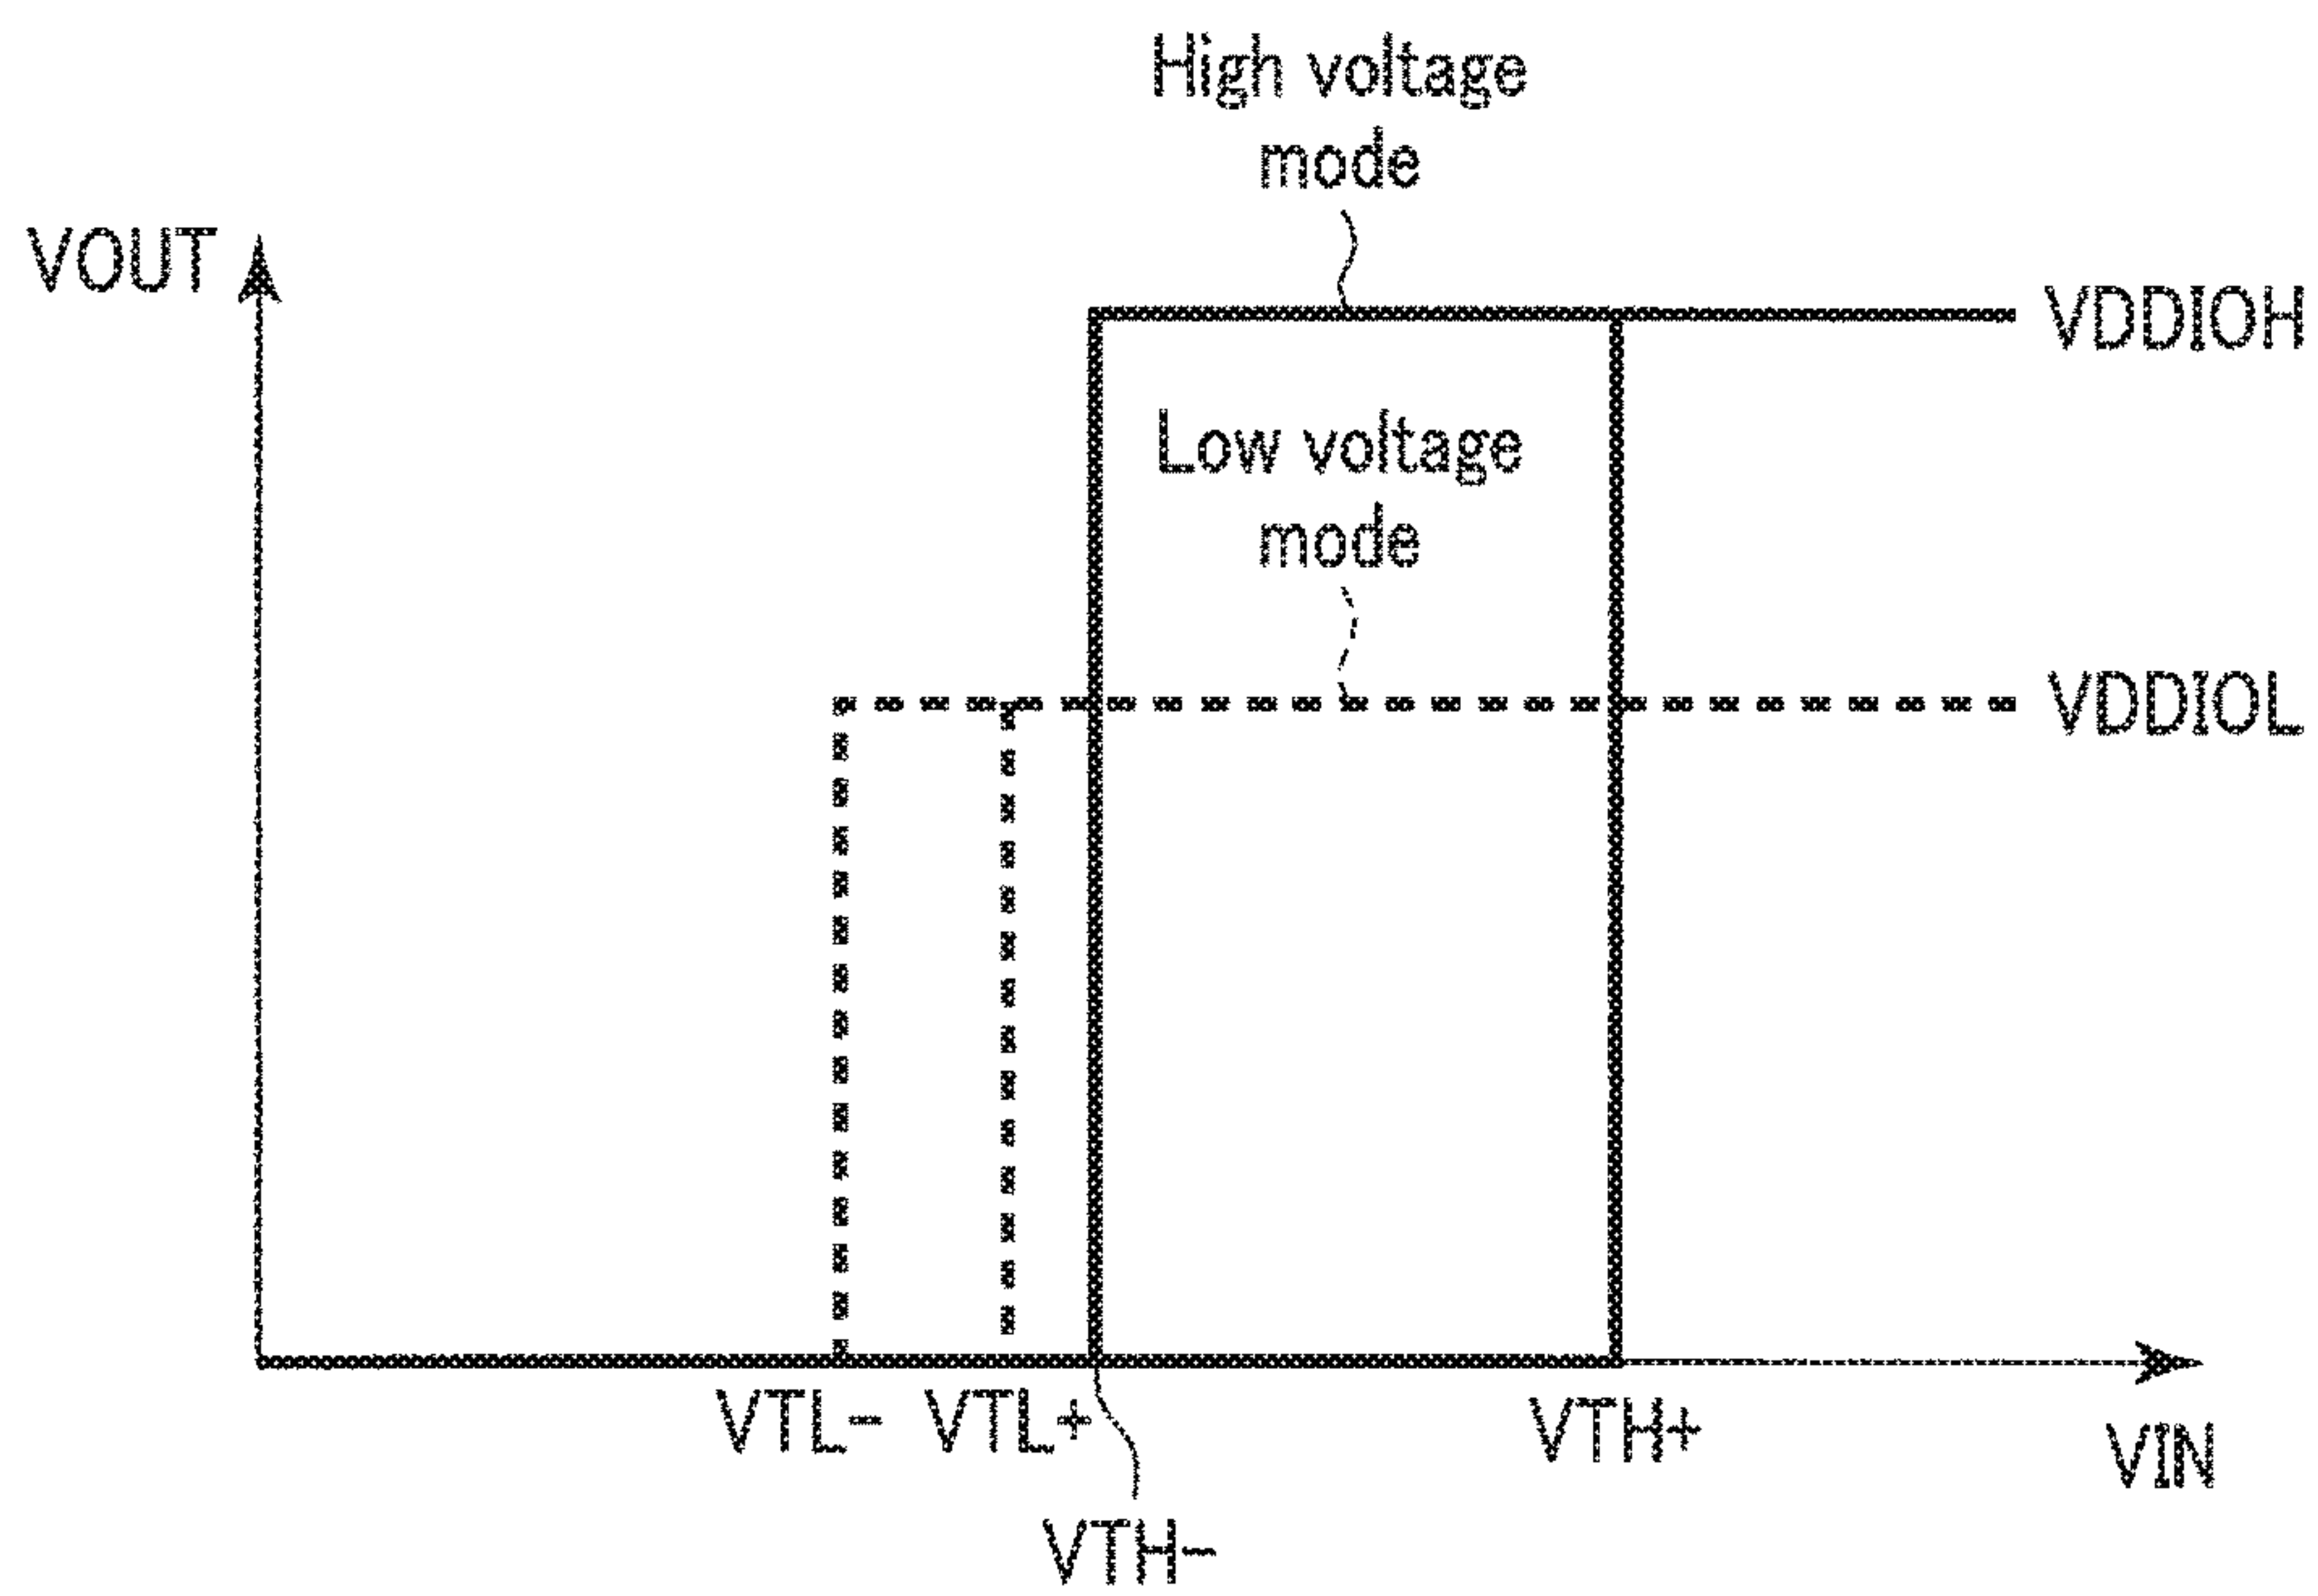 High voltage
mode
VOUT
VDDIOH
Low voltage
mode
VDDIOL
VTL- VTL+
VTH+
VIN
VTH-